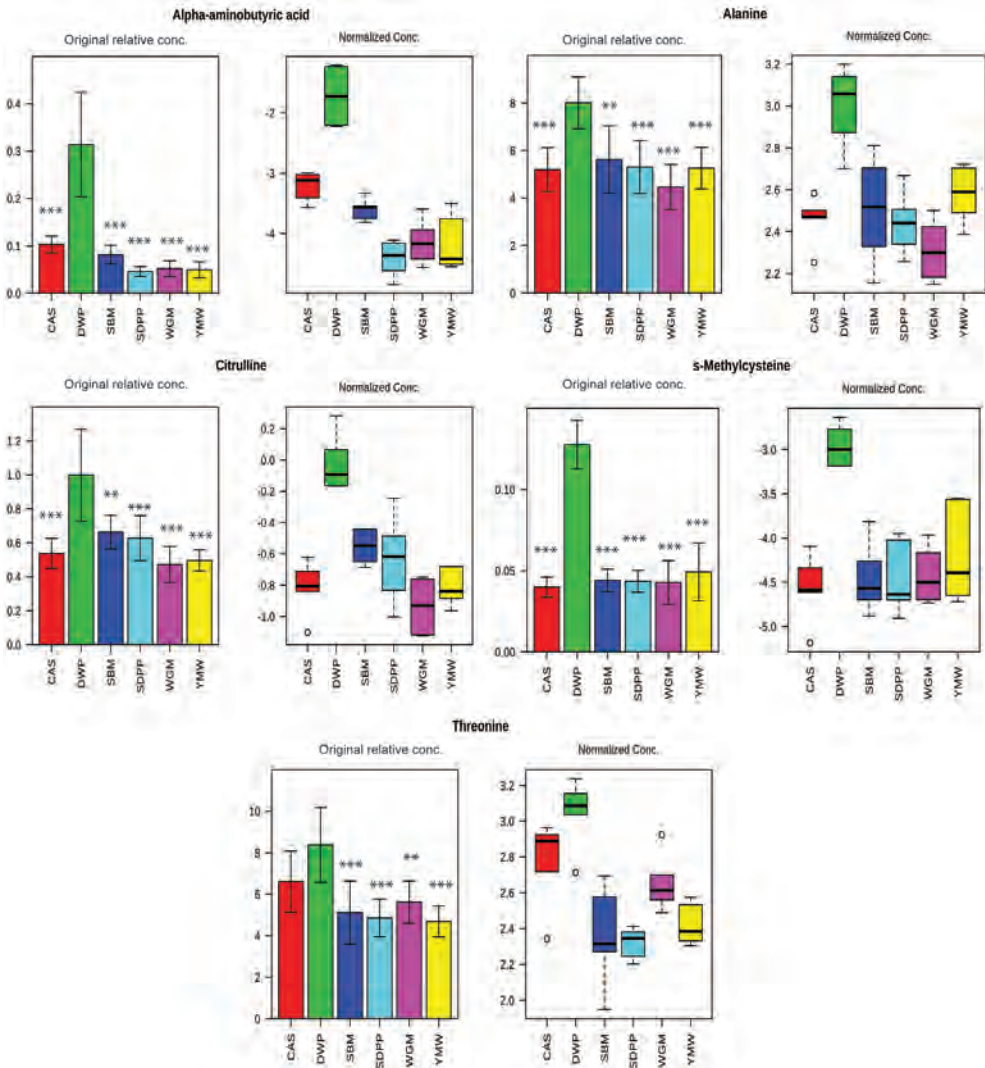 Alpha-aminobutyric acid
Original relative conc.
Normalized Conc.
0.4
0.3
0.2
0.1
0.0
***
***
***
***
***
CAS
DWP
SBM
SDPP
WGM
YMW
-2
-3
-4
CAS
DWP
SBM
SDPP
WGM
YMW
Alanine
Original relative conc.
Normalized Conc.
8
6
4
2
0
***
**
***
***
***
CAS
DWP
SBM
SDPP
WGM
YMW
3.2
3.0
2.8
2.6
2.4
2.2
CAS
DWP
SBM
SDPP
WGM
YMW
Citrulline
Original relative conc.
Normalized Conc.
1.2
1.0
0.8
0.6
0.4
0.2
0.0
***
**
***
***
***
CAS
DWP
SBM
SDPP
WGM
YMW
0.2
0.0
-0.2
-0.4
-0.6
-0.8
-1.0
CAS
DWP
SBM
SDPP
WGM
YMW
s-Methylcysteine
Original relative conc.
Normalized Conc.
0.10
0.05
0.00
***
***
***
***
***
CAS
DWP
SBM
SDPP
WGM
YMW
-3.0
-3.5
-4.0
-4.5
-5.0
CAS
DWP
SBM
SDPP
WGM
YMW
Threonine
Original relative conc.
Normalized Conc.
10
8
6
4
2
0
***
***
**
***
CAS
DWP
SBM
SDPP
WGM
YMW
3.2
3.0
2.8
2.6
2.4
2.2
2.0
CAS
DWP
SBM
SDPP
WGM
YMW